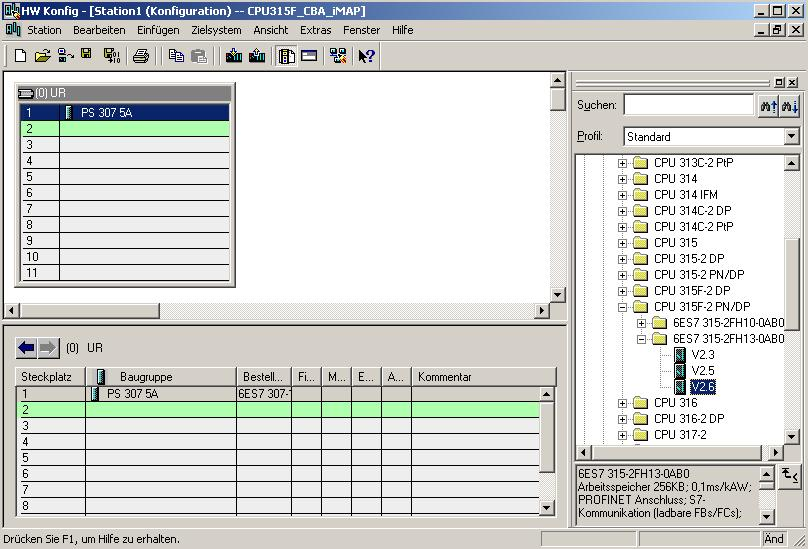 HW Konfig - [Station1 (Konfiguration) -- CPU315F_CBA_iMAP]
Station Bearbeiten Einfügen Zielsystem Ansicht Extras Fenster Hilfe
(0) UR
1 PS 307 5A
2
3
4
5
6
7
8
9
10
11
Suchen:
Profil: Standard
CPU 313C-2 PtP
CPU 314
CPU 314 IFM
CPU 314C-2 DP
CPU 314C-2 PtP
CPU 315
CPU 315-2 DP
CPU 315-2 PN/DP
CPU 315F-2 DP
CPU 315F-2 PN/DP
6ES7 315-2FH10-0AB0
6ES7 315-2FH13-0AB0
V2.3
V2.5
V2.6
CPU 316
CPU 316-2 DP
CPU 317-2
(0) UR
Steckplatz Baugruppe Bestell... Fi... M... E... A... Kommentar
1 PS 307 5A 6ES7 307-1
2
3
4
5
6
7
8
6ES7 315-2FH13-0AB0
Arbeitsspeicher 256KB; 0,1ms/kAW;
PROFINET Anschluss; S7-
Kommunikation (ladbare FBs/FCs);
Drücken Sie F1, um Hilfe zu erhalten.
Änd